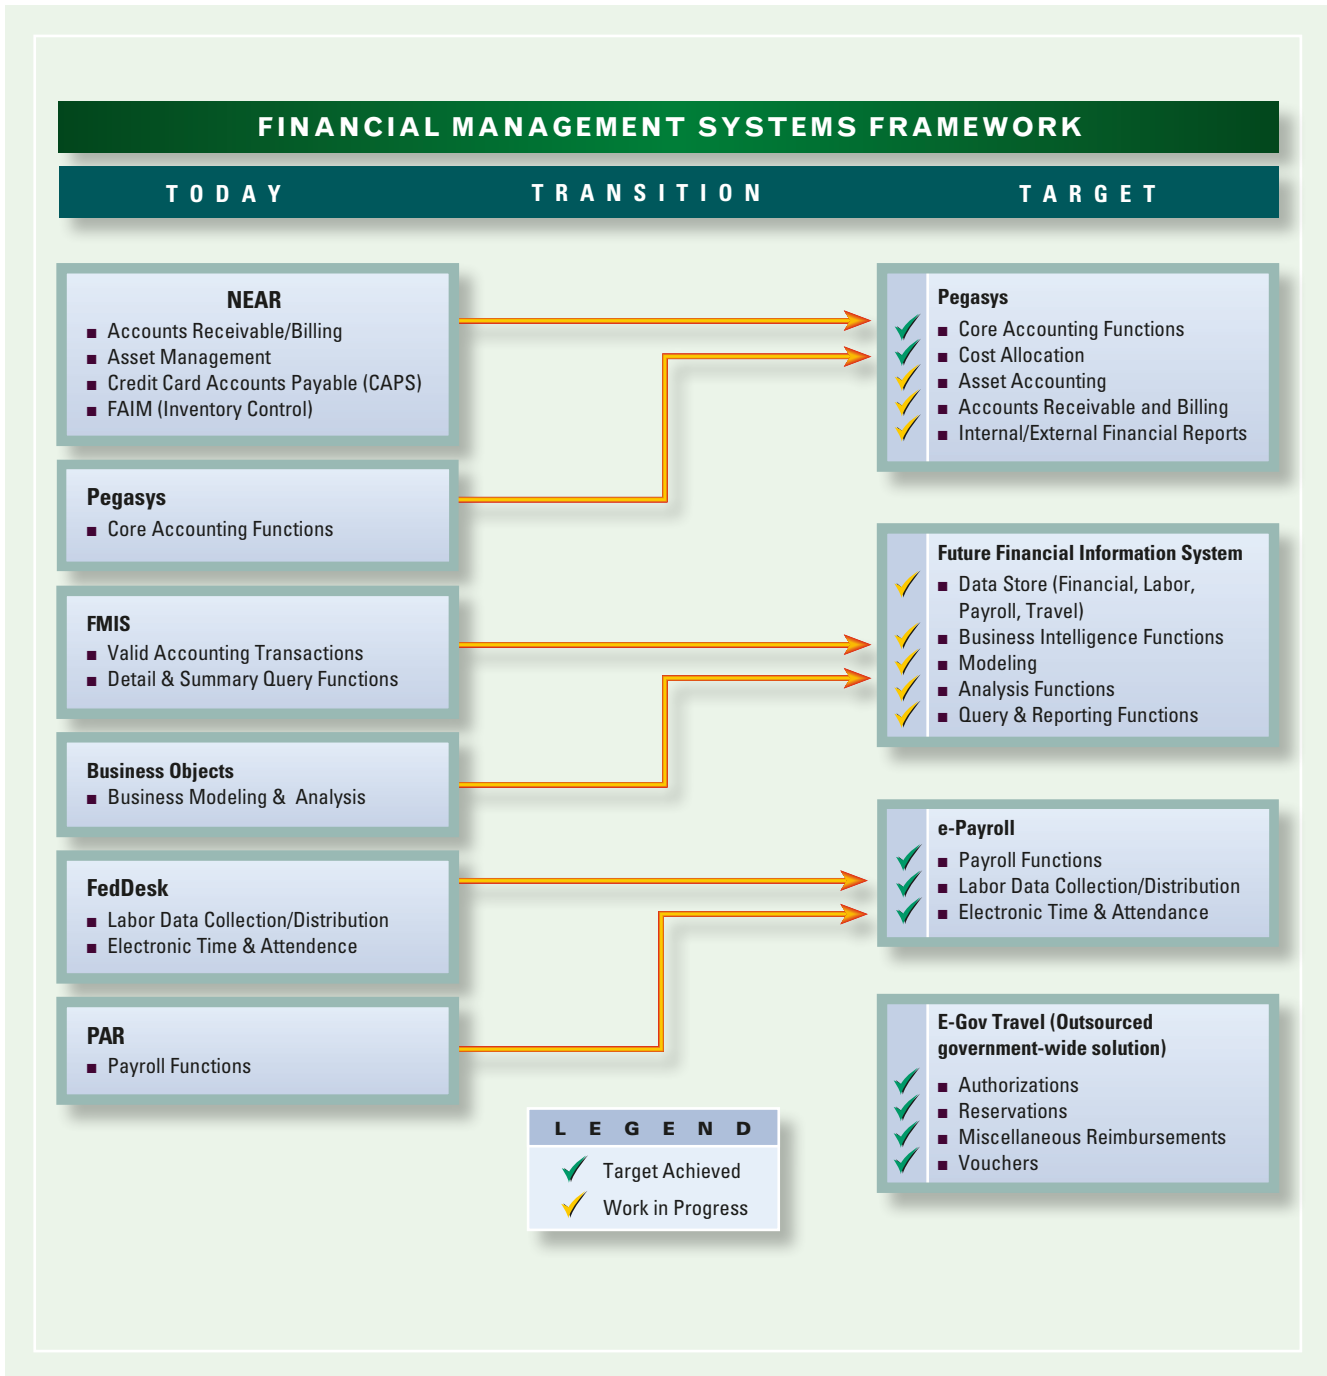 FINANCIAL MANAGEMENT SYSTEMS FRAMEWORK
TODAY TRANSITION TARGET
NEAR
Accounts Receivable/Billing
Asset Management
Credit Card Accounts Payable (CAPS)
FAIM (Inventory Control)
Pegasys
Core Accounting Functions
FMIS
Valid Accounting Transactions
Detail & Summary Query Functions
Business Objects
Business Modeling & Analysis
FedDesk
Labor Data Collection/Distribution
Electronic Time & Attendence
PAR
Payroll Functions
Pegasys
Core Accounting Functions
Cost Allocation
Asset Accounting
Accounts Receivable and Billing
Internal/External Financial Reports
Future Financial Information System
Data Store (Financial, Labor,
Payroll, Travel)
Business Intelligence Functions
Modeling
Analysis Functions
Query & Reporting Functions
e-Payroll
Payroll Functions
Labor Data Collection/Distribution
Electronic Time & Attendance
E-Gov Travel (Outsourced
government-wide solution)
Authorizations
Reservations
Miscellaneous Reimbursements
Vouchers
LEGEND
Target Achieved
Work in Progress